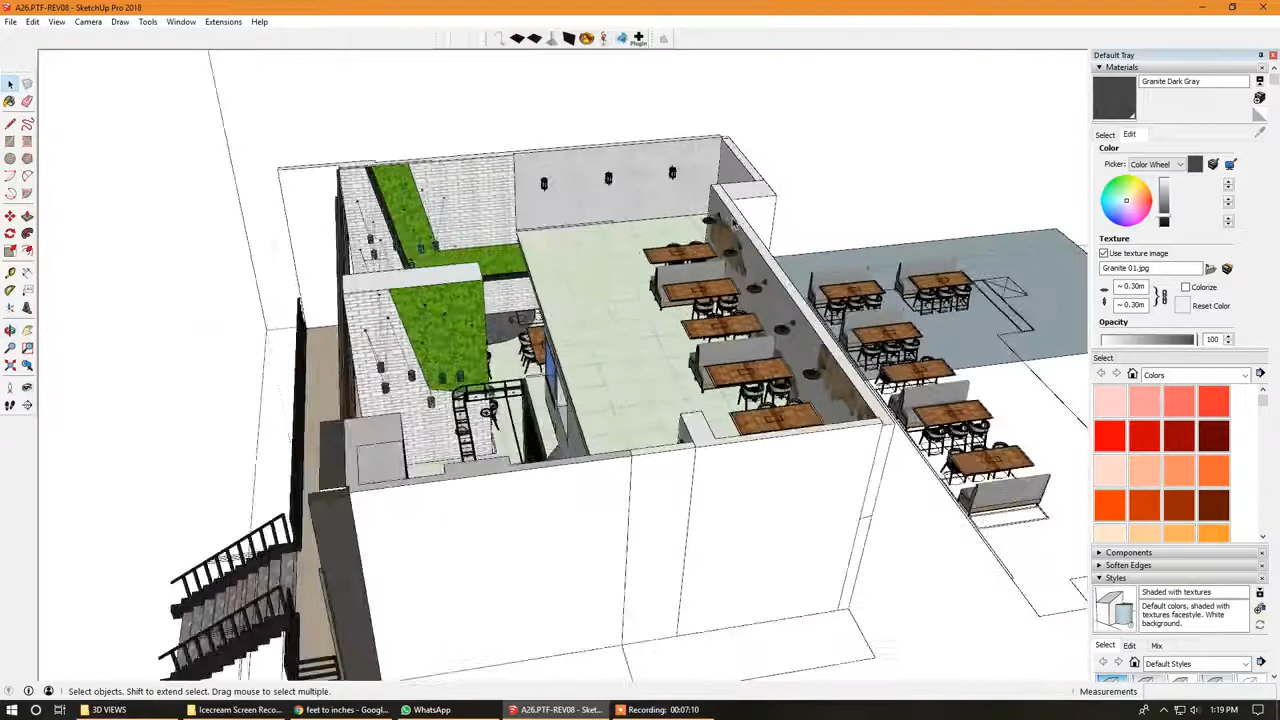 A26.PTF-REV08 - SketchUp Pro 2018
File Edit View Camera Draw Tools Window Extensions Help
Plugin
Default Tray
Materials
Granite Dark Gray
Select Edit
Color
Picker: Color Wheel
Texture
Use texture image
Granite 01.jpg
~ 0.30m
Colorize
~ 0.30m
Reset Color
Opacity
100
Select
Colors
Components
Soften Edges
Styles
Shaded with textures
Default colors, shaded with
textures facestyle. White
background.
Select Edit Mix
Default Styles
Select objects. Shift to extend select. Drag mouse to select multiple.
Measurements
3D VIEWS
Icecream Screen Reco...
feet to inches - Googl...
WhatsApp
A26.PTF-REV08 - Sket...
Recording: 00:07:10
1:19 PM